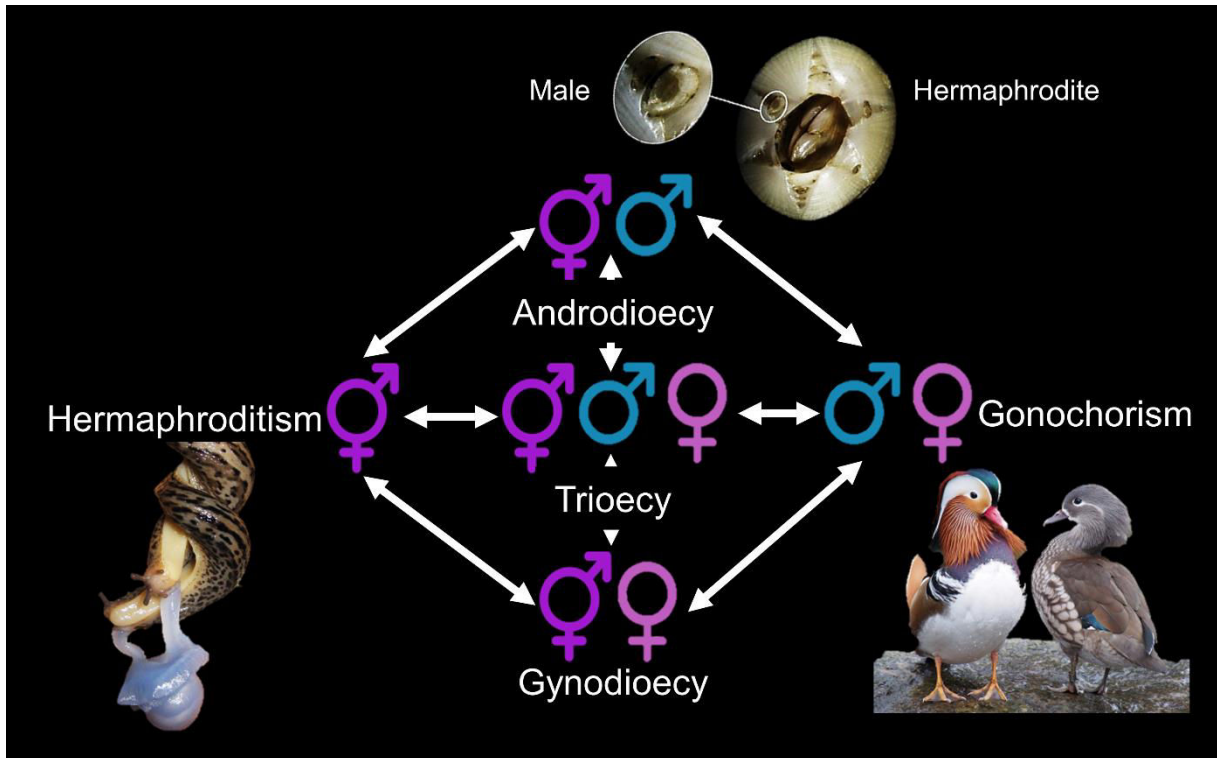 Male
Hermaphrodite
Androdioecy
Hermaphroditism
Gonochorism
Trioecy
Gynodioecy